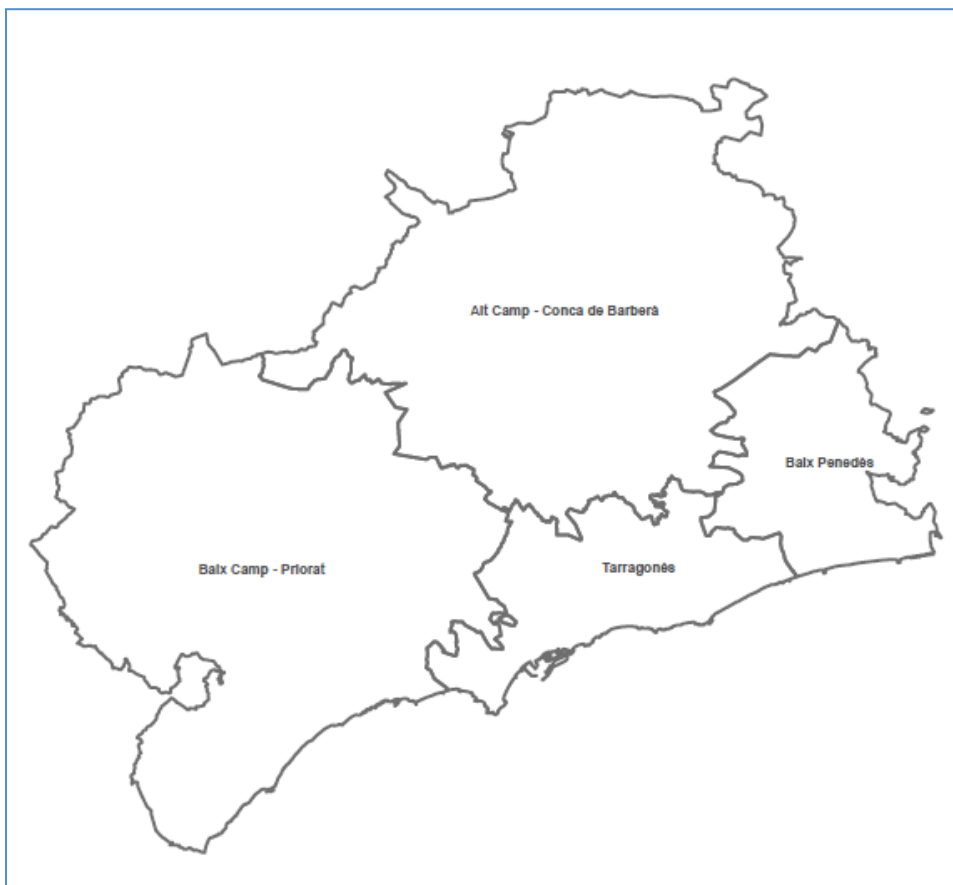 Alt Camp - Conca de Barberà
Baix Penedès
Baix Camp - Priorat
Tarragonès